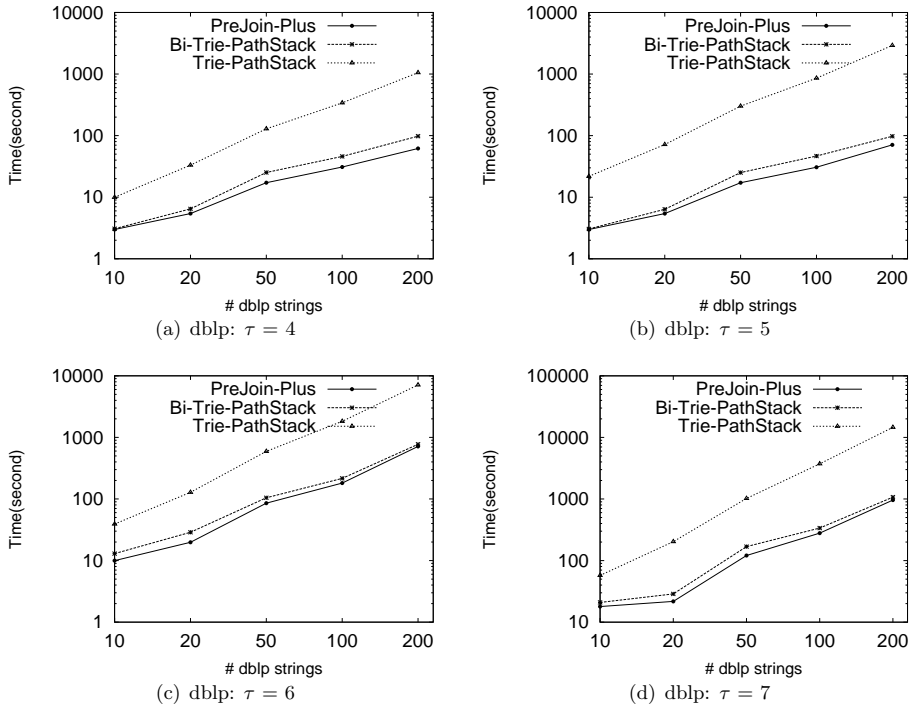 10000
1000
100
10
1
Time(second)
PreJoin-Plus
Bi-Trie-PathStack
Trie-PathStack
10 20 50 100 200
# dblp strings
(a) dblp: τ = 4
10000
1000
100
10
1
Time(second)
PreJoin-Plus
Bi-Trie-PathStack
Trie-PathStack
10 20 50 100 200
# dblp strings
(b) dblp: τ = 5
10000
1000
100
10
1
Time(second)
PreJoin-Plus
Bi-Trie-PathStack
Trie-PathStack
10 20 50 100 200
# dblp strings
(c) dblp: τ = 6
100000
10000
1000
100
10
Time(second)
PreJoin-Plus
Bi-Trie-PathStack
Trie-PathStack
10 20 50 100 200
# dblp strings
(d) dblp: τ = 7